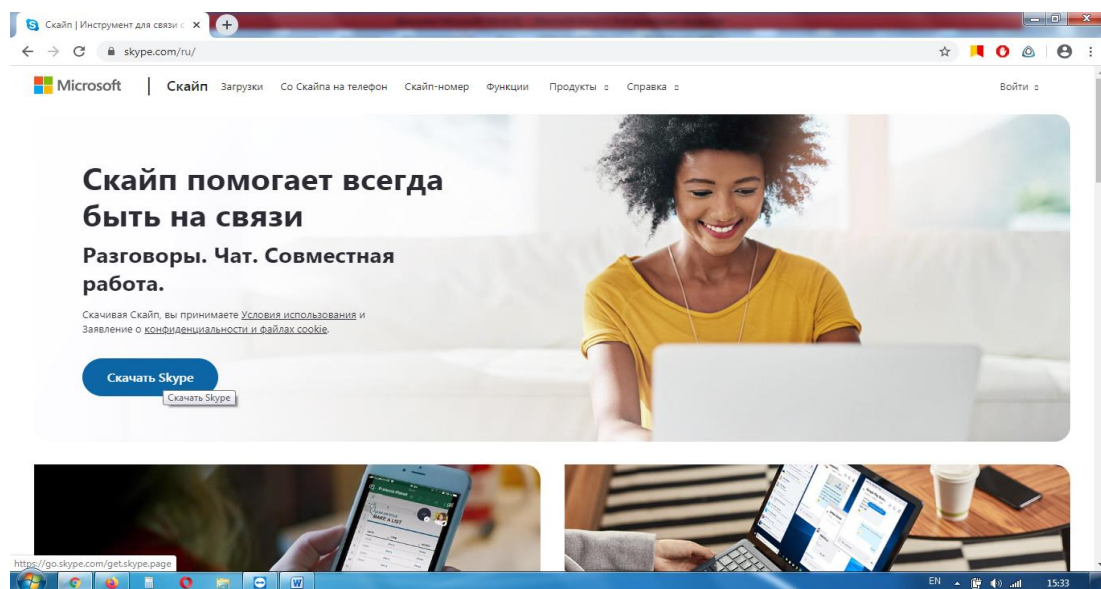 Скайп | Инструмент для связи с
skype.com/ru/
Microsoft Скайп Загрузки Со Скайпа на телефон Скайп-номер Функции Продукты Справка Войти
Скайп помогает всегда
быть на связи
Разговоры. Чат. Совместная
работа.
Скачивая Скайп, вы принимаете Условия использования и
Заявление о конфиденциальности и файлах cookie.
Скачать Skype
Скачать Skype
MAKE A LIST
https://go.skype.com/get.skype.page
EN 15:33